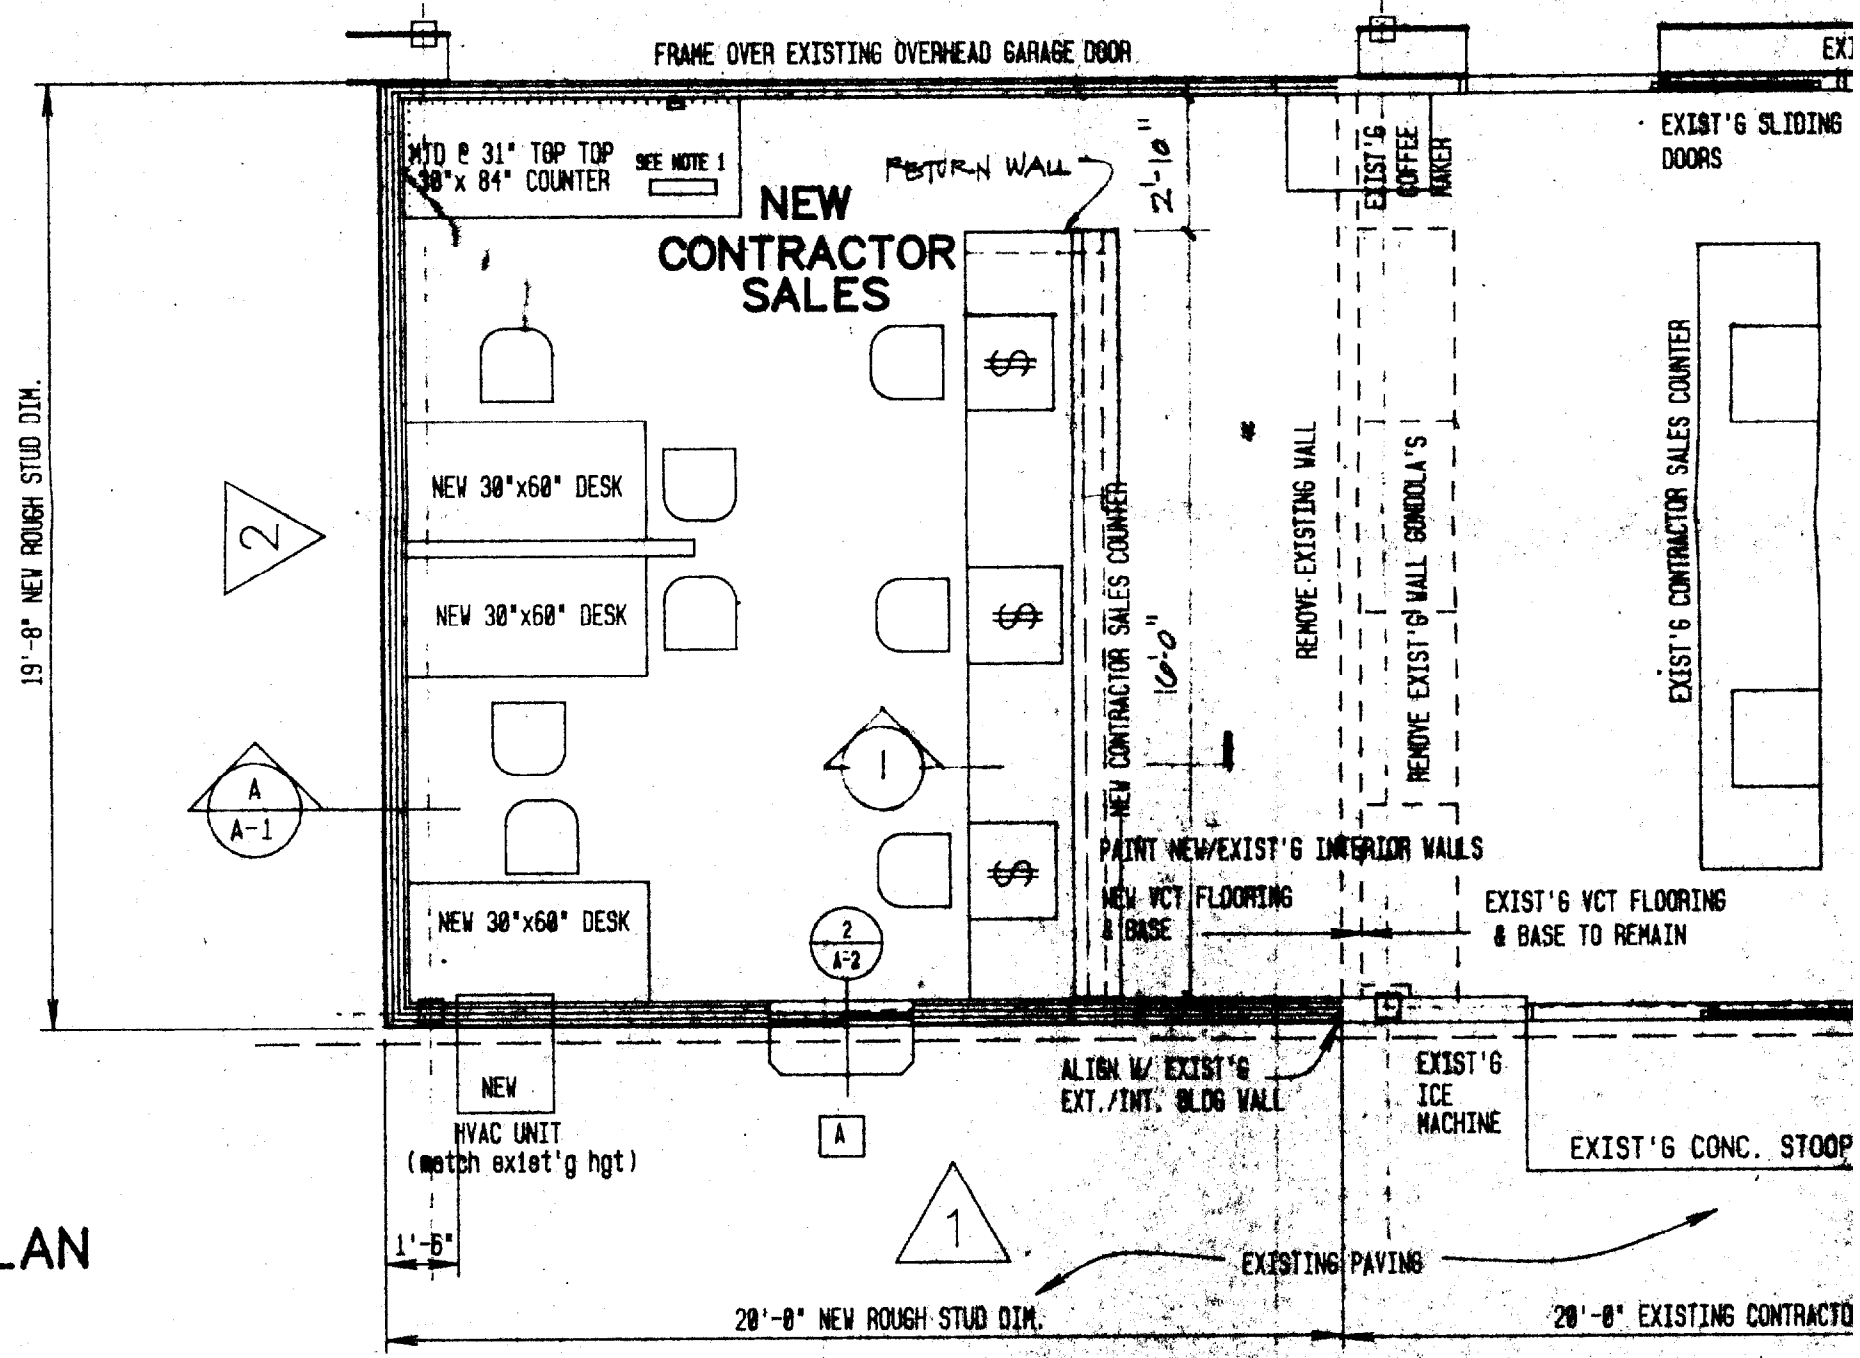 FRAME OVER EXISTING OVERHEAD GARAGE DOOR
EXIST'G SLIDING
DOORS
MTD @ 31" TOP TOP
30"x 84" COUNTER
SEE NOTE 1
RETURN WALL
2'-10"
EXIST'G
COFFEE
MAKER
NEW
CONTRACTOR
SALES
$
$
$
19'-8" NEW ROUGH STUD DIM.
2
NEW 30"x60" DESK
NEW 30"x60" DESK
NEW 30"x60" DESK
NEW CONTRACTOR SALES COUNTER
16'-0"
REMOVE EXISTING WALL
REMOVE EXIST'G WALL GONDOLA'S
EXIST'G CONTRACTOR SALES COUNTER
A
A-1
1
PAINT NEW/EXIST'G INTERIOR WALLS
NEW VCT FLOORING
& BASE
EXIST'G VCT FLOORING
& BASE TO REMAIN
2
A-2
NEW
HVAC UNIT
(match exist'g hgt)
A
ALIGN W/ EXIST'G
EXT./INT. BLDG WALL
EXIST'G
ICE
MACHINE
EXIST'G CONC. STOOP
1
1'-6"
EXISTING PAVING
LAN
20'-0" NEW ROUGH STUD DIM.
20'-0" EXISTING CONTRACTO